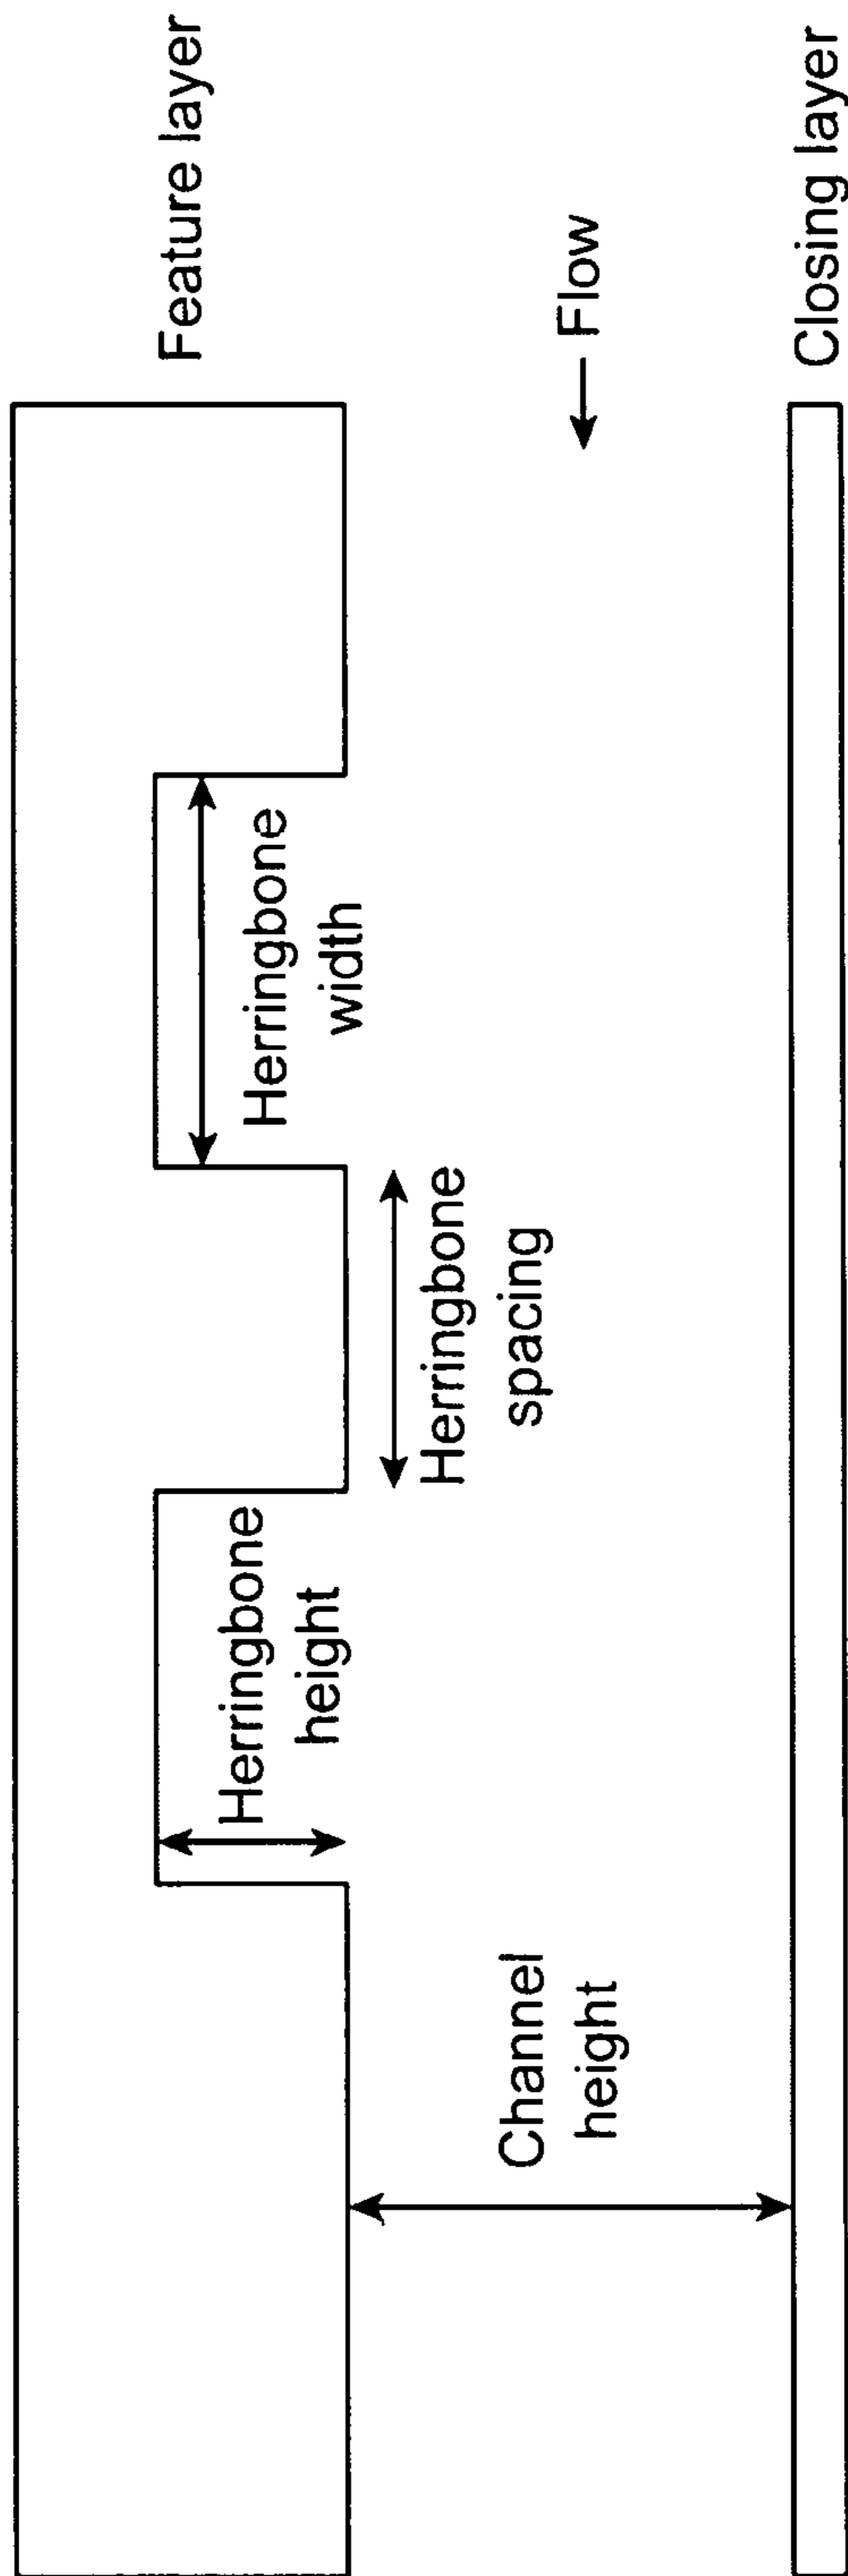 Feature layer
Flow
Closing layer
Herringbone
width
Herringbone
spacing
Herringbone
height
Channel
height